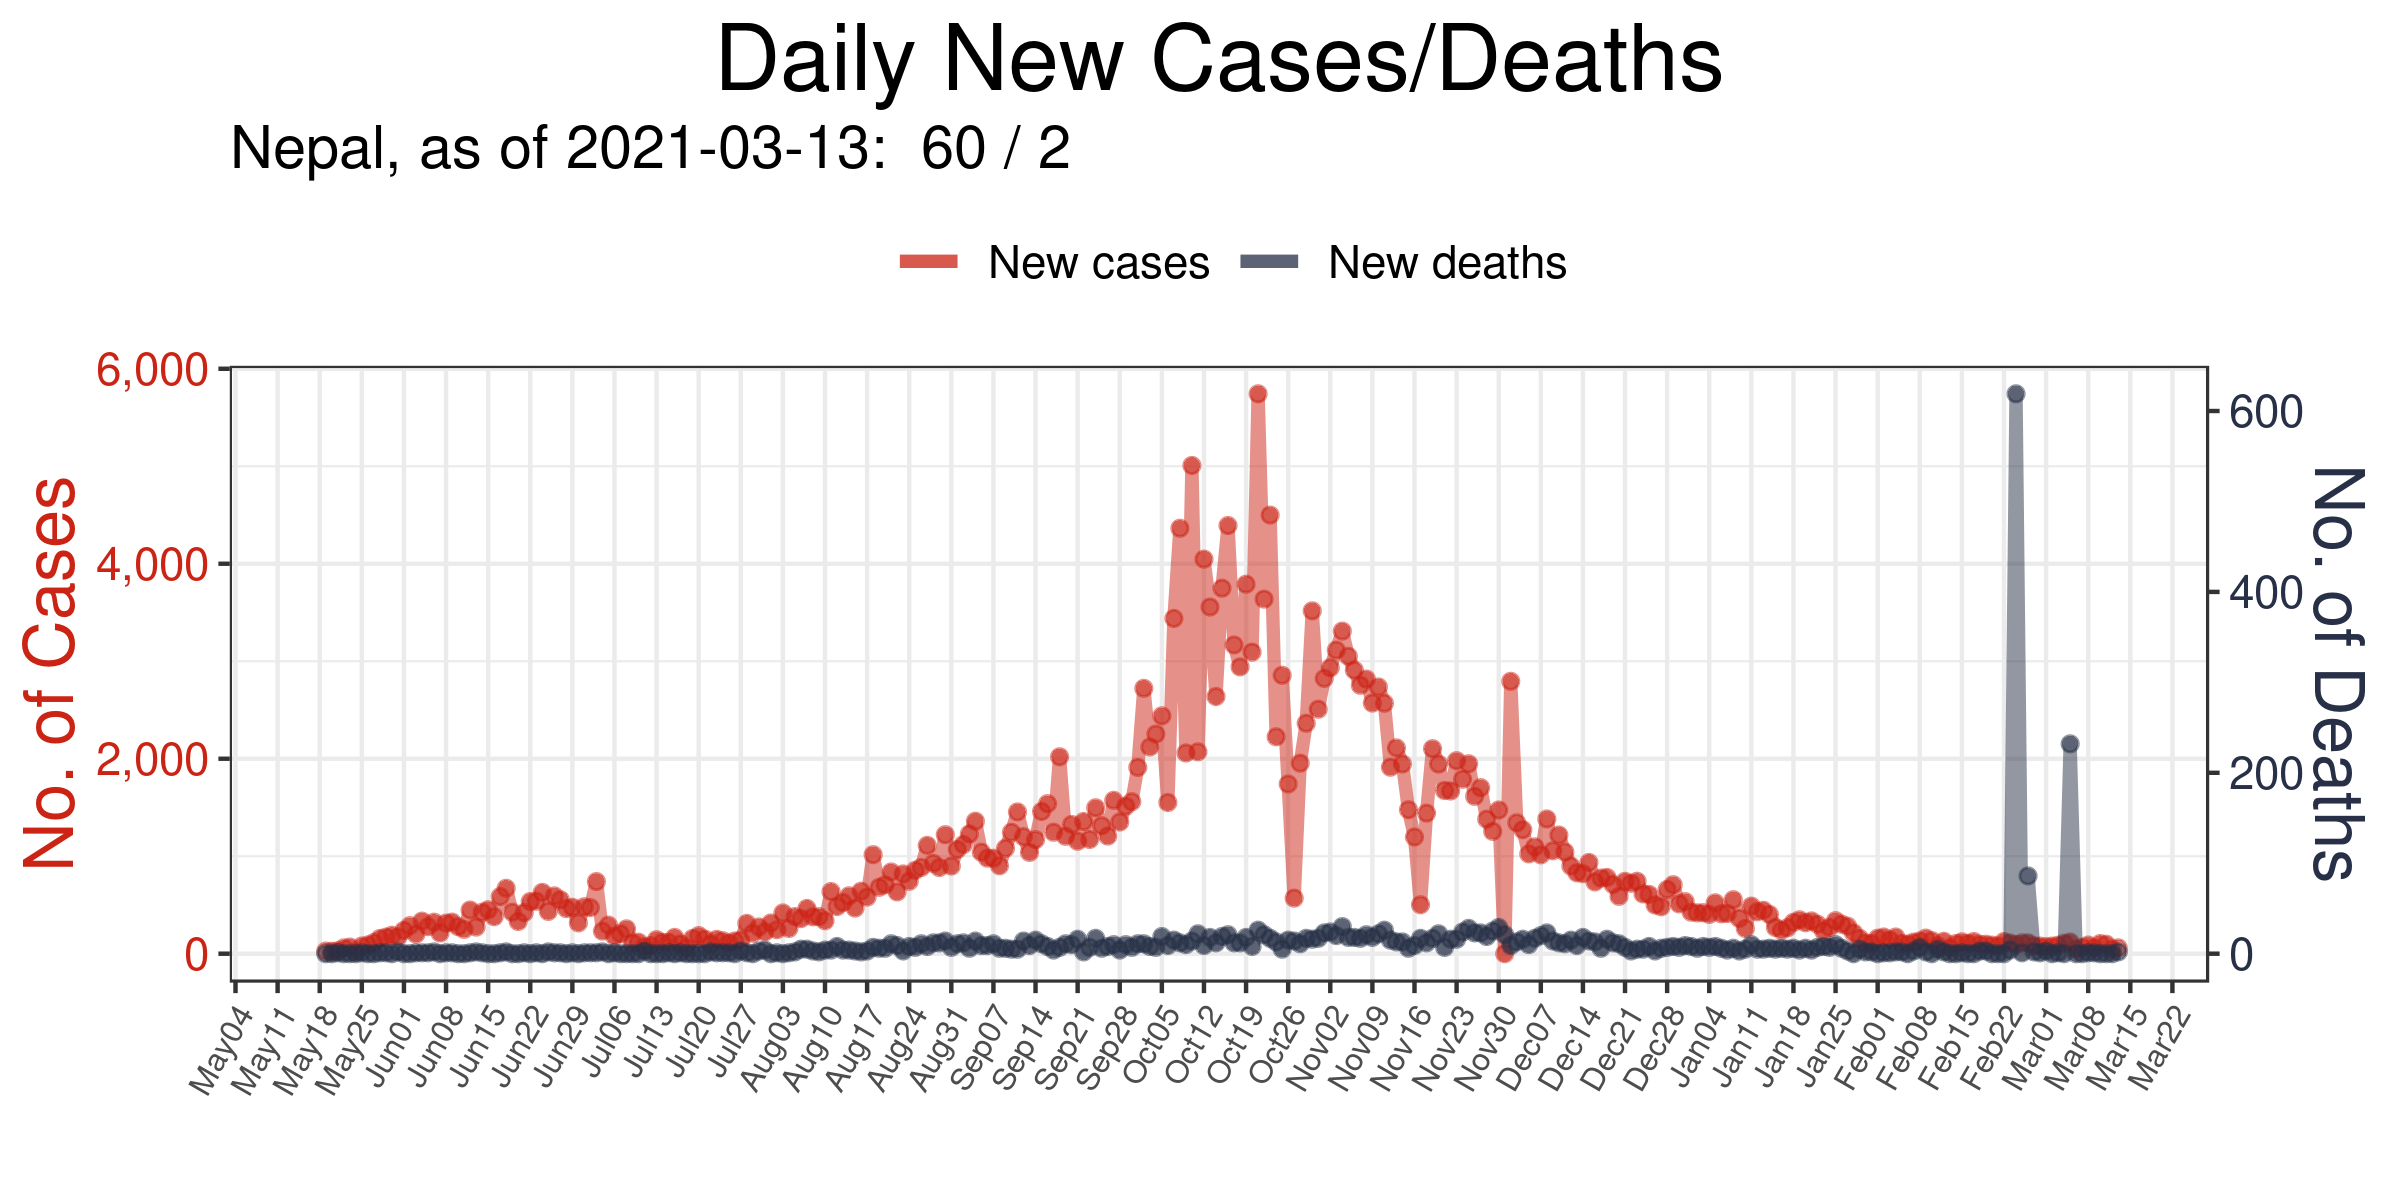 Daily New Cases/Deaths
Nepal, as of 2021-03-13:  60 / 2
New cases
New deaths
No. of Cases
6,000
4,000
2,000
0
No. of Deaths
600
400
200
0
May04
May11
May18
May25
Jun01
Jun08
Jun15
Jun22
Jun29
Jul06
Jul13
Jul20
Jul27
Aug03
Aug10
Aug17
Aug24
Aug31
Sep07
Sep14
Sep21
Sep28
Oct05
Oct12
Oct19
Oct26
Nov02
Nov09
Nov16
Nov23
Nov30
Dec07
Dec14
Dec21
Dec28
Jan04
Jan11
Jan18
Jan25
Feb01
Feb08
Feb15
Feb22
Mar01
Mar08
Mar15
Mar22